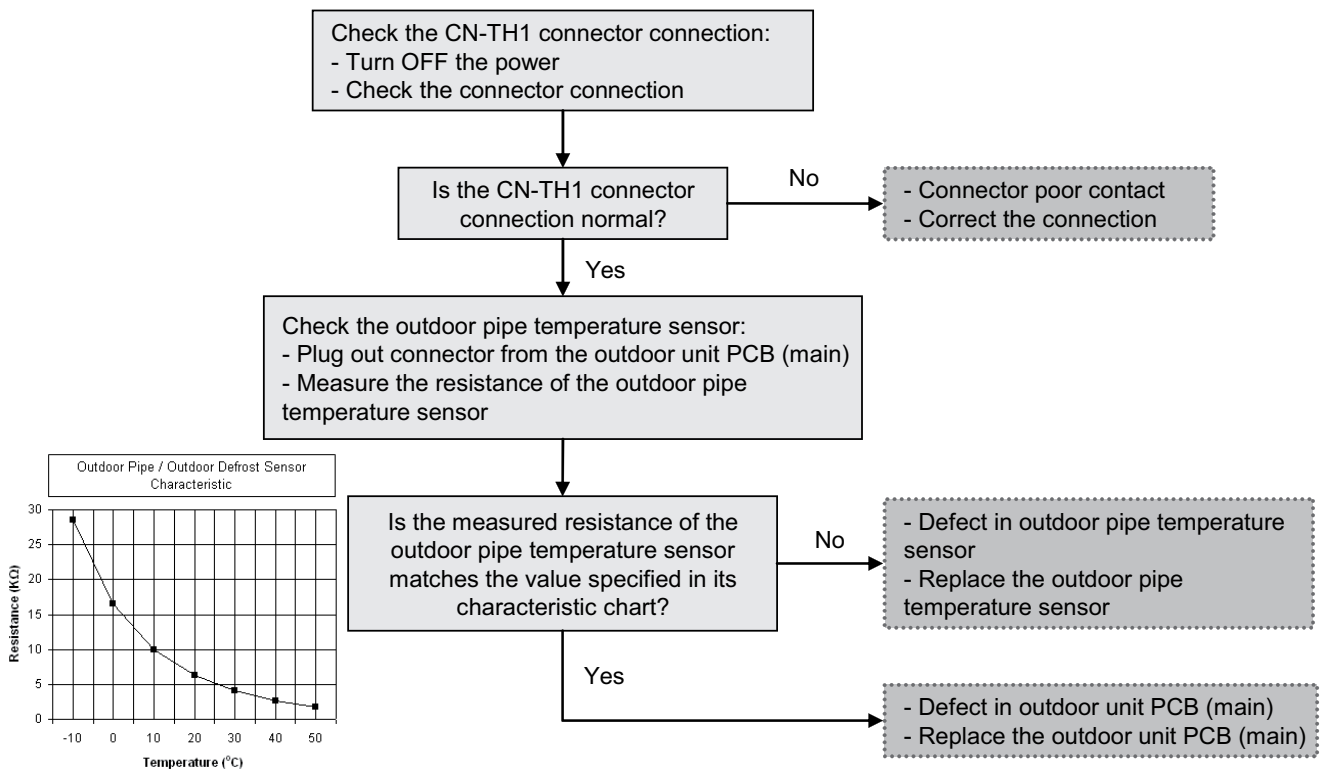 Check the CN-TH1 connector connection:
- Turn OFF the power
- Check the connector connection
Is the CN-TH1 connector
connection normal?
No
- Connector poor contact
- Correct the connection
Yes
Check the outdoor pipe temperature sensor:
- Plug out connector from the outdoor unit PCB (main)
- Measure the resistance of the outdoor pipe
temperature sensor
Outdoor Pipe / Outdoor Defrost Sensor
Characteristic
Resistance (KΩ)
30
25
20
15
10
5
0
-10 0 10 20 30 40 50
Temperature (°C)
Is the measured resistance of the
outdoor pipe temperature sensor
matches the value specified in its
characteristic chart?
No
- Defect in outdoor pipe temperature
sensor
- Replace the outdoor pipe
temperature sensor
Yes
- Defect in outdoor unit PCB (main)
- Replace the outdoor unit PCB (main)